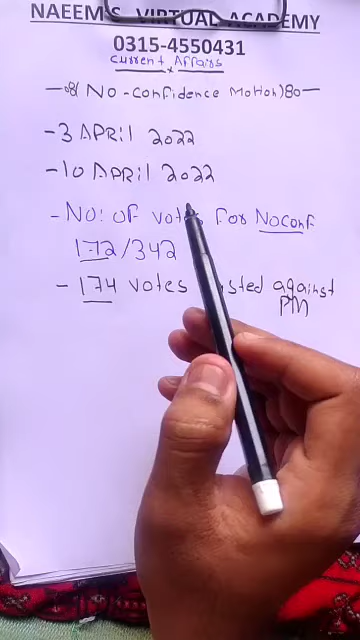 NAEEM'S VIRTUAL ACADEMY
0315-4550431
Current Affairs
No-Confidence Motion
- 3 APRil 2022
- 10 APRil 2022
- No: of votes For Noconf
172/342
- 174 votes against
PM